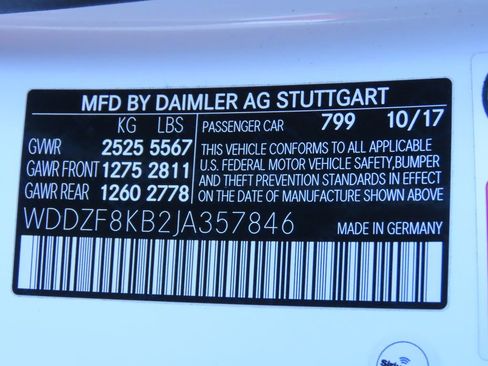 MFD BY DAIMLER AG STUTTGART
KG LBS
GVWR 2525 5567
GAWR FRONT 1275 2811
GAWR REAR 1260 2778
PASSENGER CAR 799 10/17
THIS VEHICLE CONFORMS TO ALL APPLICABLE
U.S. FEDERAL MOTOR VEHICLE SAFETY,BUMPER
AND THEFT PREVENTION STANDARDS IN EFFECT
ON THE DATE OF MANUFACTURE SHOWN ABOVE
WDDZF8KB2JA357846 MADE IN GERMANY